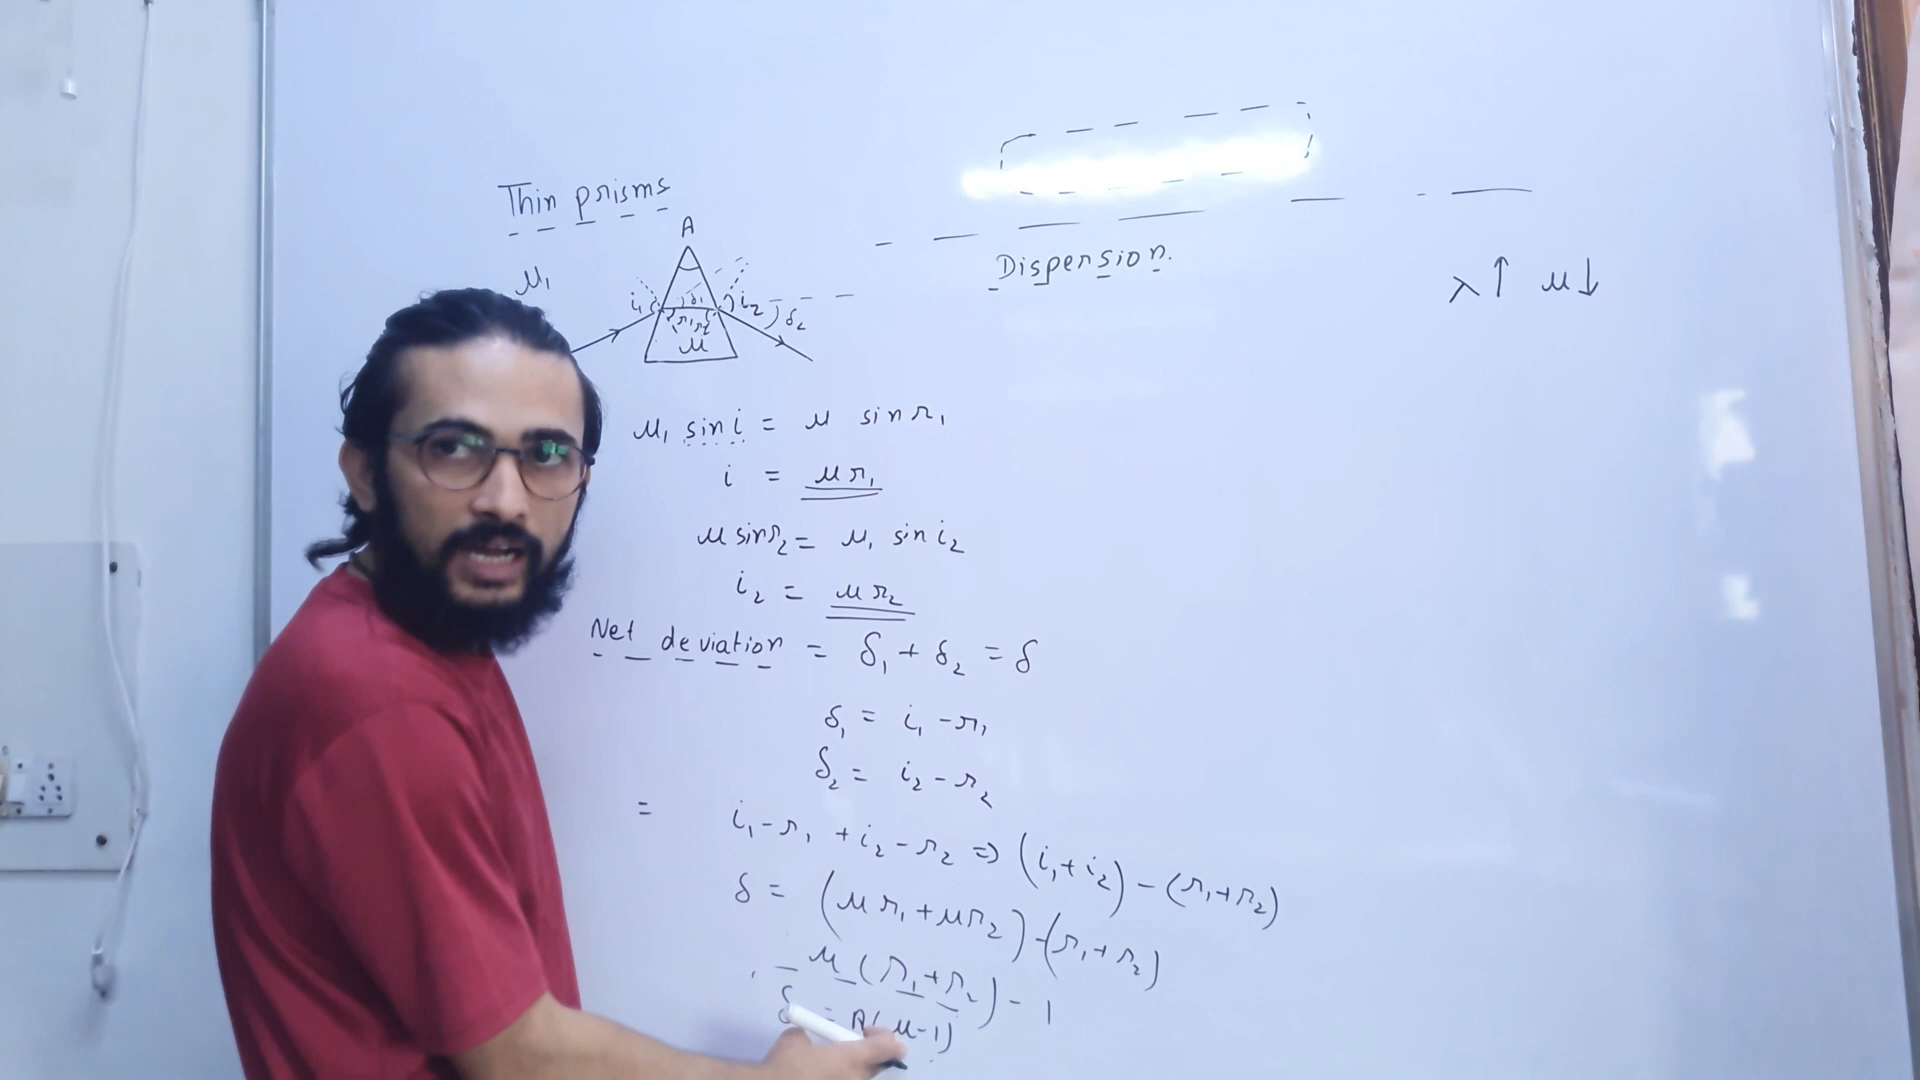 Thin prisms
A
μ₁
i₁ δ₁ i₂ δ₂
r₁ r₂
μ
Dispersion.
λ↑ μ↓
μ₁ sin i = μ sin r₁
i = μr₁
μ sin r₂ = μ₁ sin i₂
i₂ = μr₂
Net deviation = δ₁ + δ₂ = δ
δ₁ = i₁ - r₁
δ₂ = i₂ - r₂
= i₁ - r₁ + i₂ - r₂ ⇒ (i₁ + i₂) - (r₁ + r₂)
δ = (μr₁ + μr₂) - (r₁ + r₂)
μ(r₁ + r₂) - 1
δ = A(μ-1)